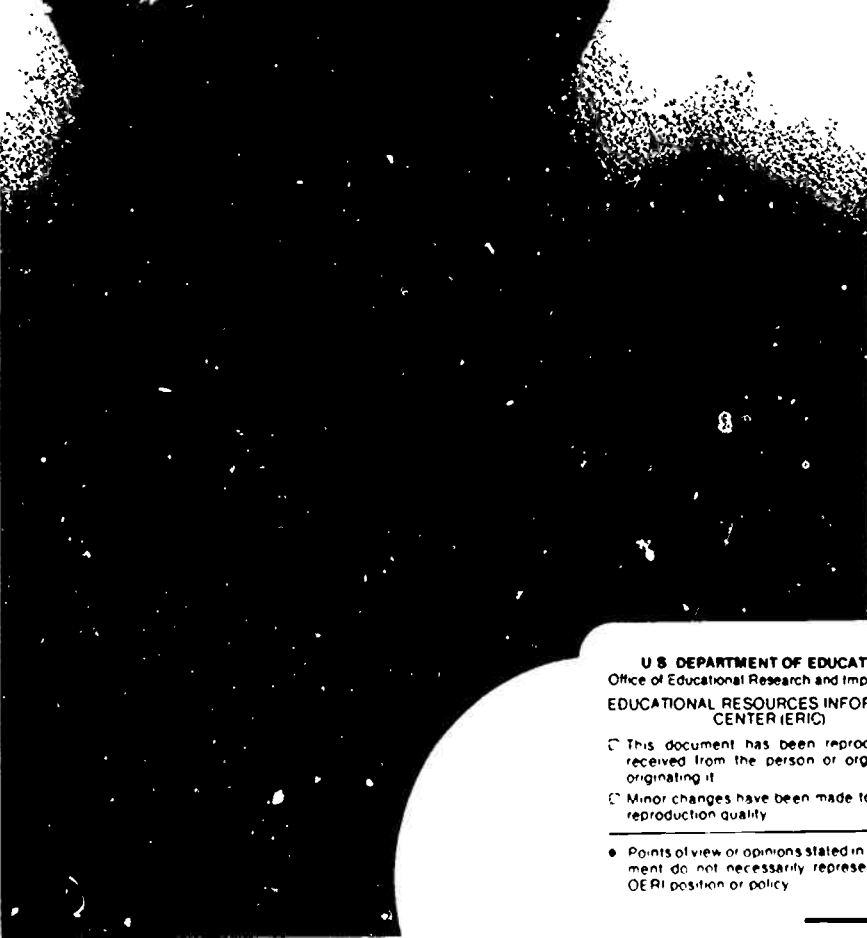 U S DEPARTMENT OF EDUCAT
Office of Educational Research and Imp
EDUCATIONAL RESOURCES INFOR
CENTER (ERIC)
This document has been reproc
received from the person or org
originating it
Minor changes have been made to
reproduction quality
• Points of view or opinions stated in
ment do not necessarily represe
OERI position or policy